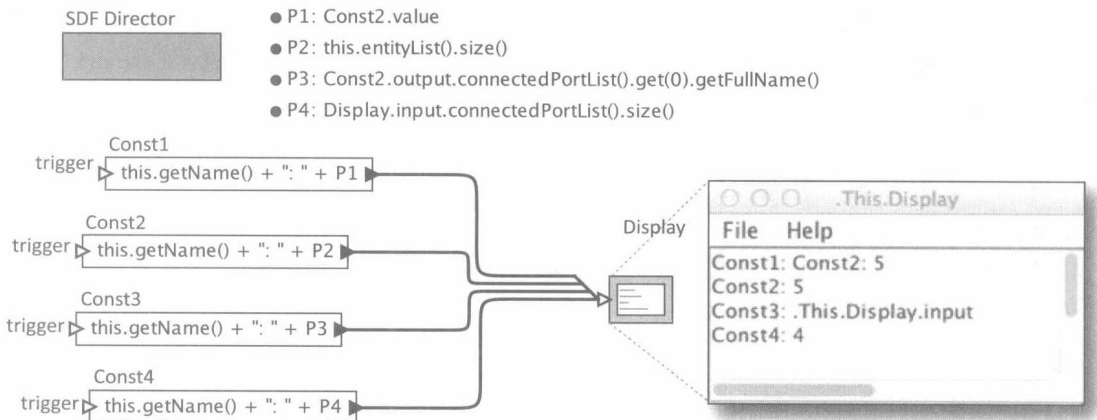 SDF Director
● P1: Const2.value
● P2: this.entityList().size()
● P3: Const2.output.connectedPortList().get(0).getFullName()
● P4: Display.input.connectedPortList().size()
Const1
trigger
this.getName() + ": " + P1
Const2
trigger
this.getName() + ": " + P2
Const3
trigger
this.getName() + ": " + P3
Const4
trigger
this.getName() + ": " + P4
Display
.This.Display
File Help
Const1: Const2: 5
Const2: 5
Const3: .This.Display.input
Const4: 4